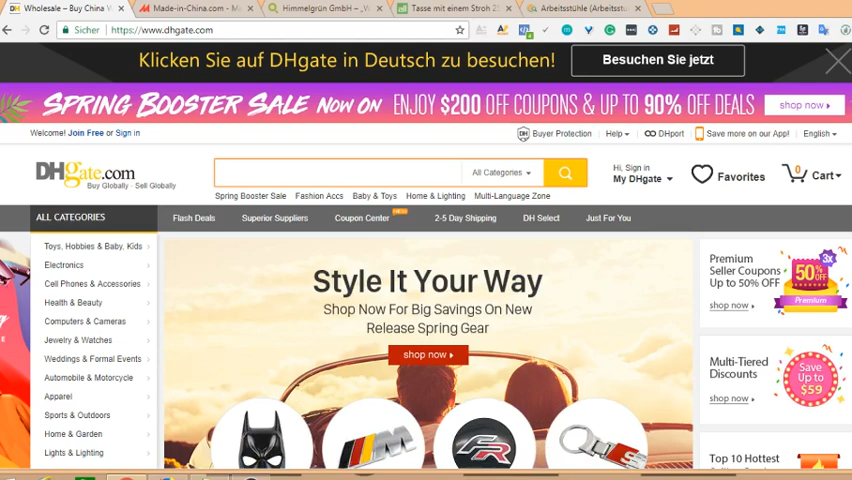 Wholesale – Buy China V
Made-in-China.com - Ma
Himmelgrün GmbH – „V
Tasse mit einem Stroh 25
Arbeitsstühle (Arbeitsstu
Sicher
https://www.dhgate.com
Klicken Sie auf DHgate in Deutsch zu besuchen!
Besuchen Sie jetzt
SPRING BOOSTER SALE NOW ON ENJOY $200 OFF COUPONS & UP TO 90% OFF DEALS
shop now
Welcome! Join Free or Sign in
Buyer Protection
Help
DHport
Save more on our App!
English
DHgate.com
Buy Globally · Sell Globally
All Categories
Hi, Sign in
My DHgate
Favorites
0
Cart
Spring Booster Sale Fashion Accs Baby & Toys Home & Lighting Multi-Language Zone
ALL CATEGORIES
Flash Deals
Superior Suppliers
Coupon Center
2-5 Day Shipping
DH Select
Just For You
Toys, Hobbies & Baby, Kids
Electronics
Cell Phones & Accessories
Health & Beauty
Computers & Cameras
Jewelry & Watches
Weddings & Formal Events
Automobile & Motorcycle
Apparel
Sports & Outdoors
Home & Garden
Lights & Lighting
Style It Your Way
Shop Now For Big Savings On New
Release Spring Gear
shop now
M
FR
S
Premium
Seller Coupons
Up to 50% OFF
shop now
3x
50%
OFF
Premium
Multi-Tiered
Discounts
shop now
Save
Up to
$59
Top 10 Hottest